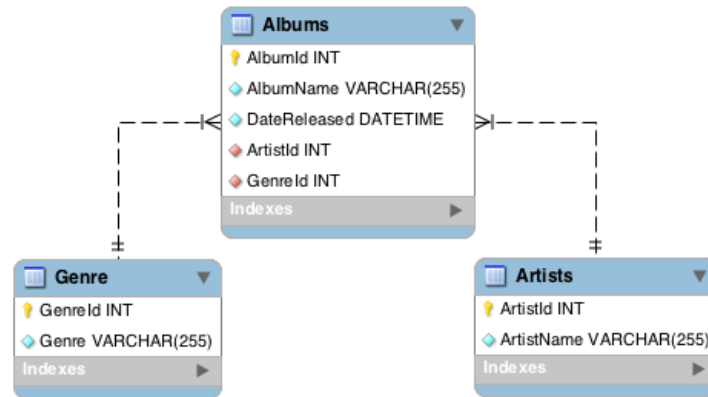 Albums
AlbumId INT
AlbumName VARCHAR(255)
DateReleased DATETIME
ArtistId INT
GenreId INT
Indexes
Genre
GenreId INT
Genre VARCHAR(255)
Indexes
Artists
ArtistId INT
ArtistName VARCHAR(255)
Indexes